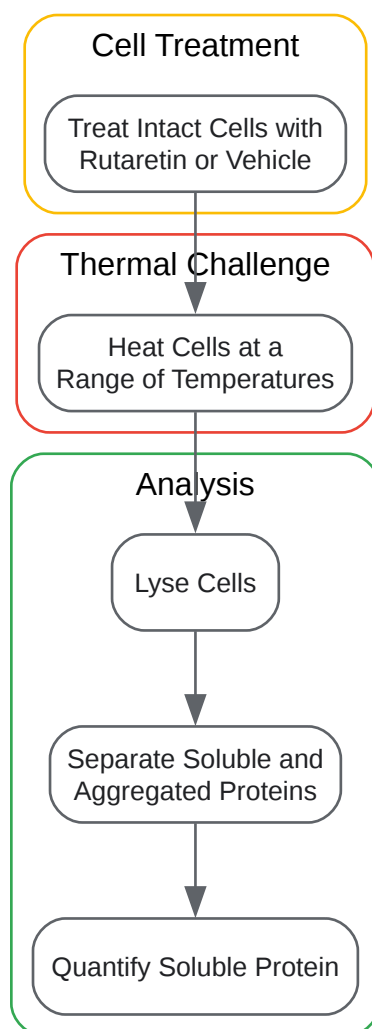 Cell Treatment
Treat Intact Cells with
Rutaretin or Vehicle
Thermal Challenge
Heat Cells at a
Range of Temperatures
Analysis
Lyse Cells
Separate Soluble and
Aggregated Proteins
Quantify Soluble Protein